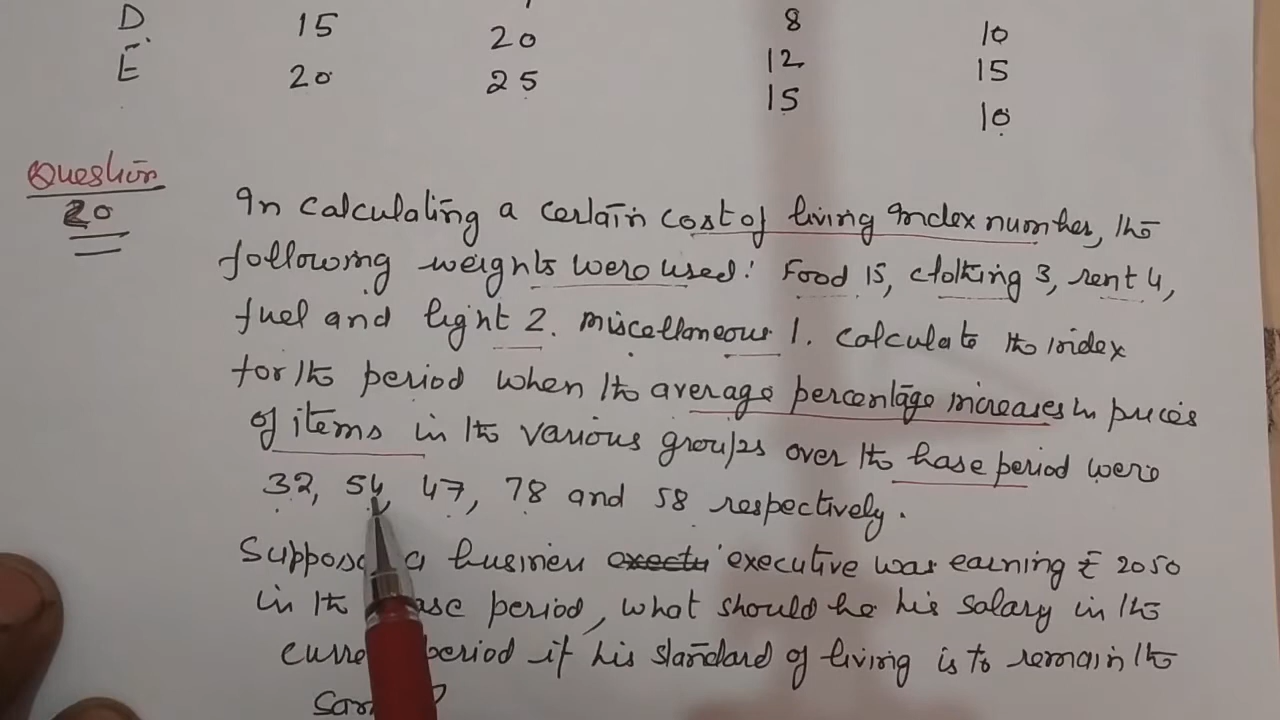 D 15 20 8 10
E 20 25 12 15
15 10
Question
20
In calculating a certain cost of living Index number, the
following weights were used: Food 15, clothing 3, rent 4,
fuel and light 2. Miscellaneous 1. Calculate the index
for the period when the average percentage increases in prices
of items in the various groups over the base period were
32, 54, 47, 78 and 58 respectively.
Suppose a business exectu executive was earning ₹ 2050
in the base period, what should be his salary in the
period if his standard of living is to remain the